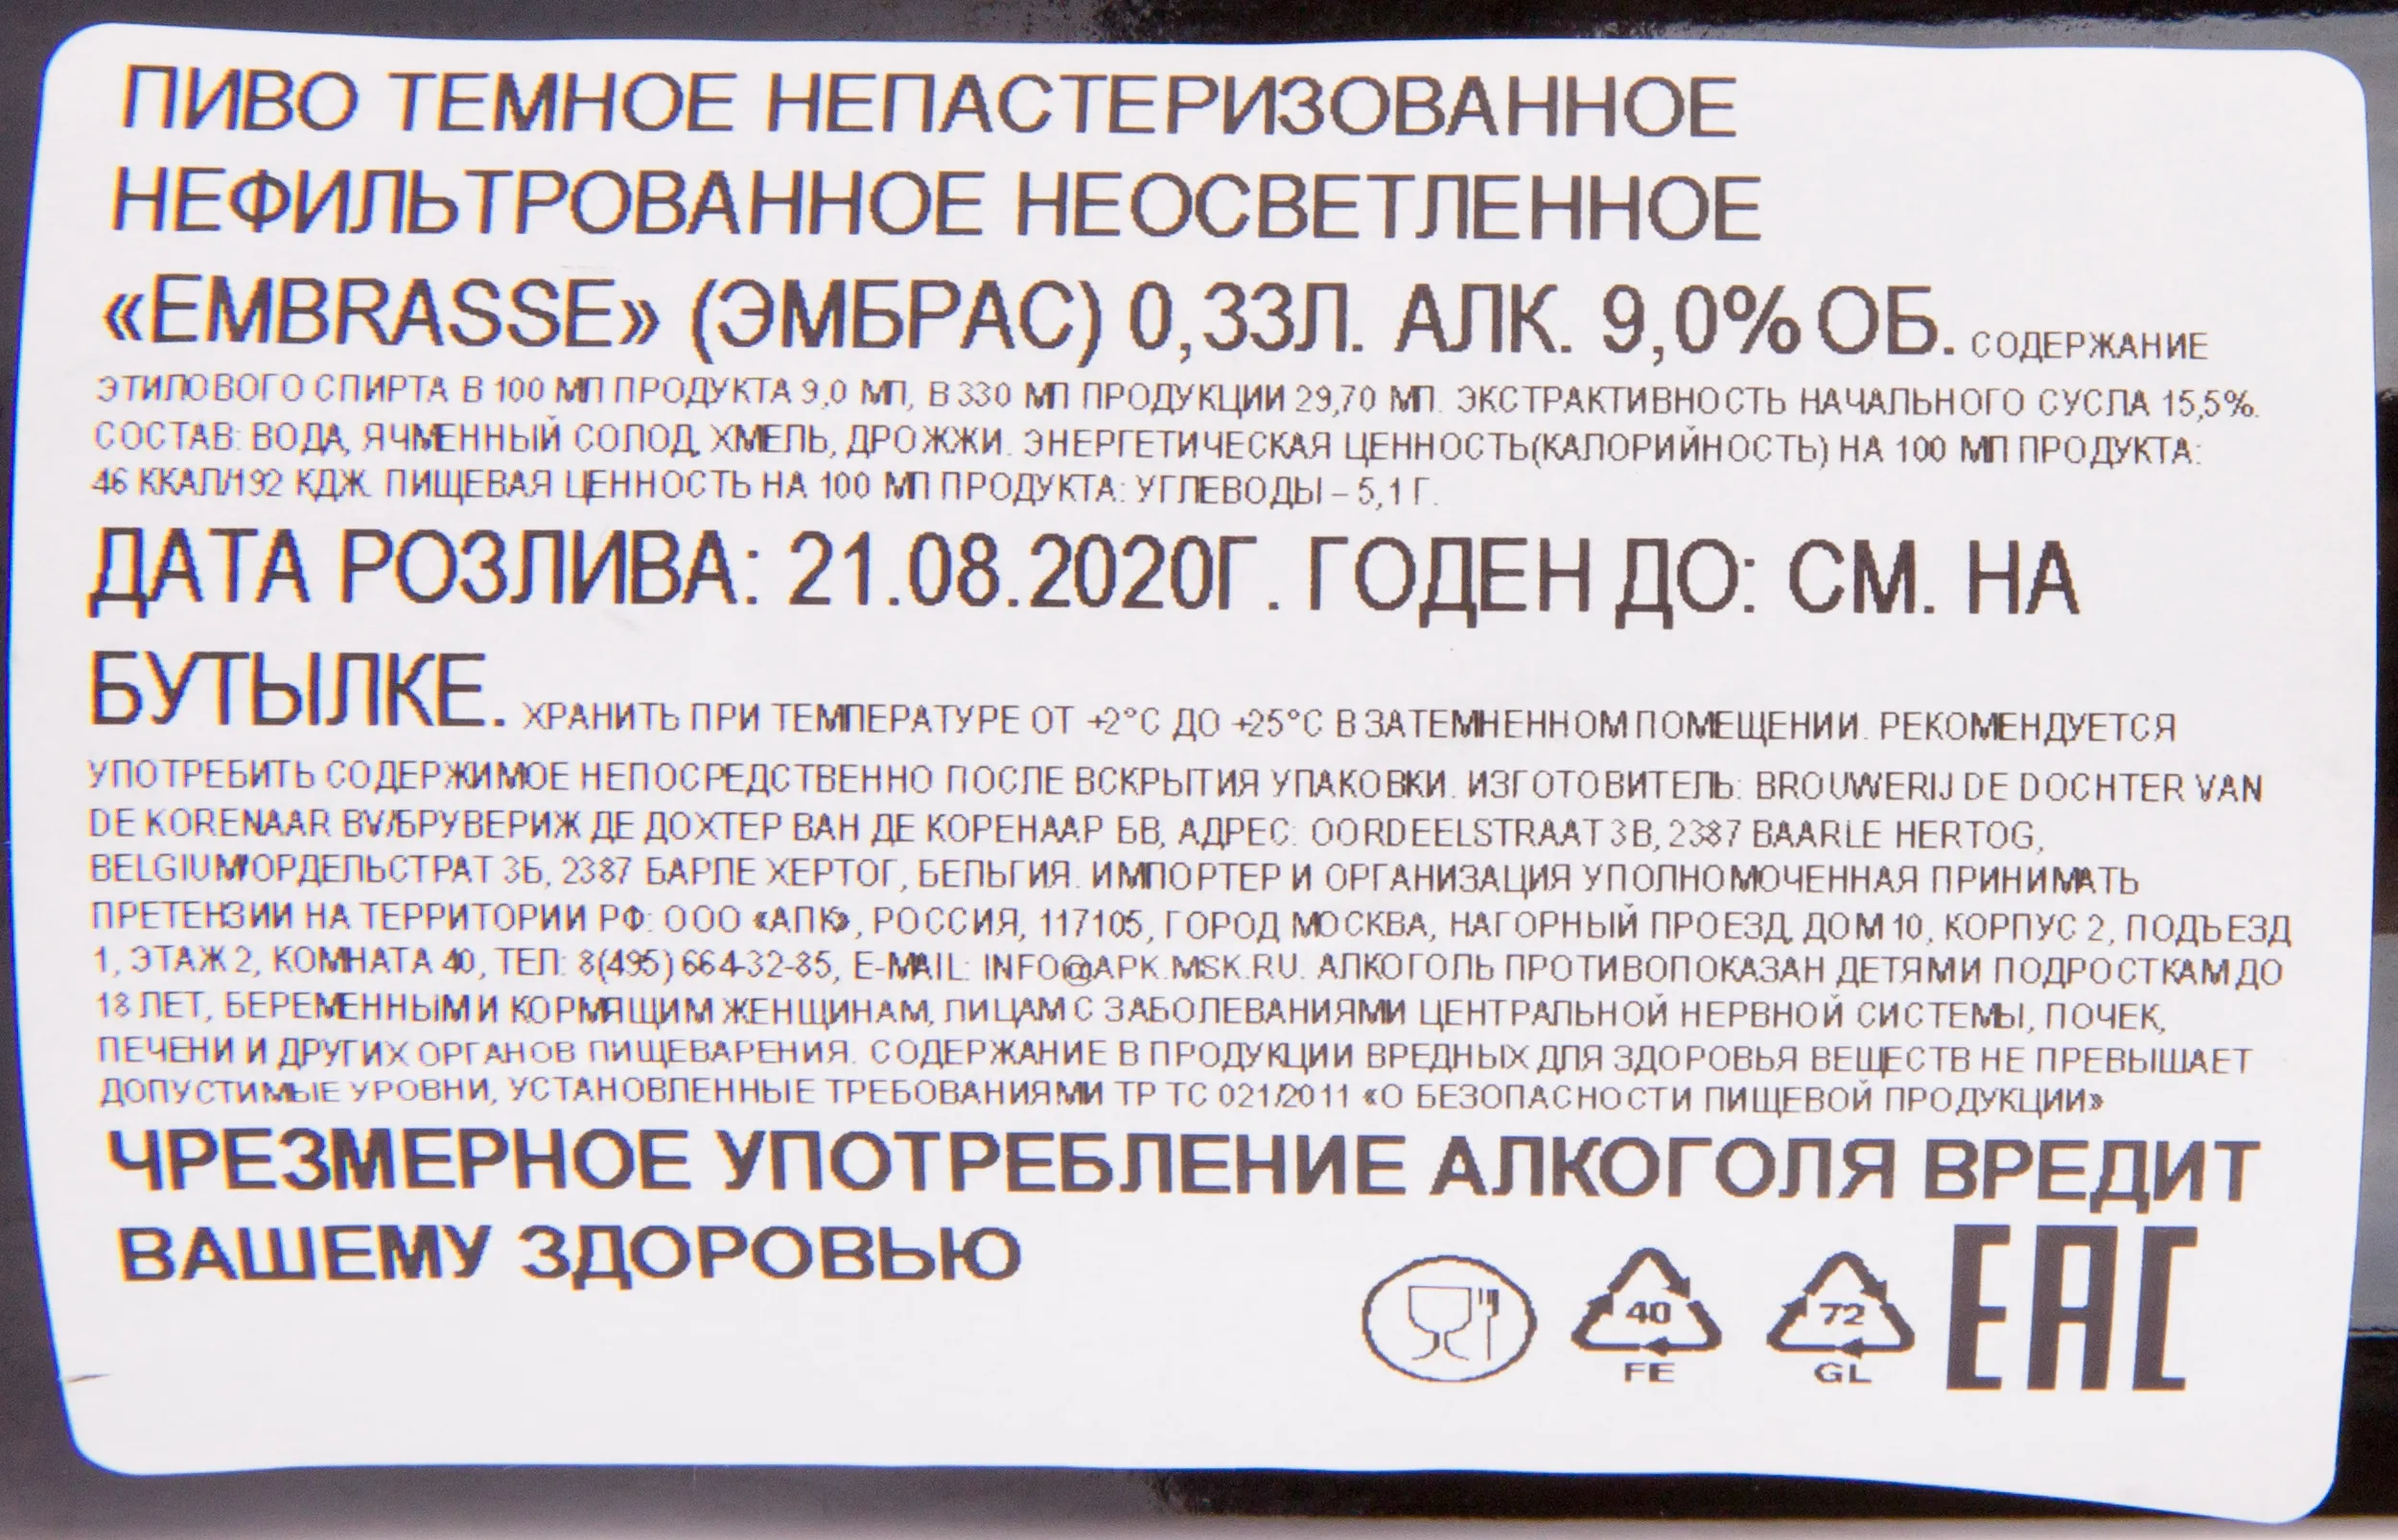 ПИВО ТЕМНОЕ НЕПАСТЕРИЗОВАННОЕ
НЕФИЛЬТРОВАННОЕ НЕОСВЕТЛЕННОЕ
«EMBRASSE» (ЭМБРАС) 0,33Л. АЛК. 9,0% ОБ. СОДЕРЖАНИЕ
ЭТИЛОВОГО СПИРТА В 100 МЛ ПРОДУКТА 9,0 МЛ, В 330 МЛ ПРОДУКЦИИ 29,70 МЛ. ЭКСТРАКТИВНОСТЬ НАЧАЛЬНОГО СУСЛА 15,5%.
СОСТАВ: ВОДА, ЯЧМЕННЫЙ СОЛОД, ХМЕЛЬ, ДРОЖЖИ. ЭНЕРГЕТИЧЕСКАЯ ЦЕННОСТЬ(КАЛОРИЙНОСТЬ) НА 100 МЛ ПРОДУКТА:
46 ККАЛ/192 КДЖ. ПИЩЕВАЯ ЦЕННОСТЬ НА 100 МЛ ПРОДУКТА: УГЛЕВОДЫ – 5,1 Г.
ДАТА РОЗЛИВА: 21.08.2020Г. ГОДЕН ДО: СМ. НА
БУТЫЛКЕ. ХРАНИТЬ ПРИ ТЕМПЕРАТУРЕ ОТ +2°С ДО +25°С В ЗАТЕМНЕННОМ ПОМЕЩЕНИИ. РЕКОМЕНДУЕТСЯ
УПОТРЕБИТЬ СОДЕРЖИМОЕ НЕПОСРЕДСТВЕННО ПОСЛЕ ВСКРЫТИЯ УПАКОВКИ. ИЗГОТОВИТЕЛЬ: BROUWERIJ DE DOCHTER VAN
DE KORENAAR BV/БРУВЕРИЖ ДЕ ДОХТЕР ВАН ДЕ КОРЕНААР БВ, АДРЕС: OORDEELSTRAAT 3B, 2387 BAARLE HERTOG,
BELGIUM/ОРДЕЛЬСТРАТ 3Б, 2387 БАРЛЕ ХЕРТОГ, БЕЛЬГИЯ. ИМПОРТЕР И ОРГАНИЗАЦИЯ УПОЛНОМОЧЕННАЯ ПРИНИМАТЬ
ПРЕТЕНЗИИ НА ТЕРРИТОРИИ РФ: ООО «АПК», РОССИЯ, 117105, ГОРОД МОСКВА, НАГОРНЫЙ ПРОЕЗД, ДОМ 10, КОРПУС 2, ПОДЪЕЗД
1, ЭТАЖ 2, КОМНАТА 40, ТЕЛ: 8(495) 664-32-85, E-MAIL: INFO@APK.MSK.RU. АЛКОГОЛЬ ПРОТИВОПОКАЗАН ДЕТЯМ И ПОДРОСТКАМ ДО
18 ЛЕТ, БЕРЕМЕННЫМ И КОРМЯЩИМ ЖЕНЩИНАМ, ЛИЦАМ С ЗАБОЛЕВАНИЯМИ ЦЕНТРАЛЬНОЙ НЕРВНОЙ СИСТЕМЫ, ПОЧЕК,
ПЕЧЕНИ И ДРУГИХ ОРГАНОВ ПИЩЕВАРЕНИЯ. СОДЕРЖАНИЕ В ПРОДУКЦИИ ВРЕДНЫХ ДЛЯ ЗДОРОВЬЯ ВЕЩЕСТВ НЕ ПРЕВЫШАЕТ
ДОПУСТИМЫЕ УРОВНИ, УСТАНОВЛЕННЫЕ ТРЕБОВАНИЯМИ ТР ТС 021/2011 «О БЕЗОПАСНОСТИ ПИЩЕВОЙ ПРОДУКЦИИ»
ЧРЕЗМЕРНОЕ УПОТРЕБЛЕНИЕ АЛКОГОЛЯ ВРЕДИТ
ВАШЕМУ ЗДОРОВЬЮ
40 72 EAC
FE GL